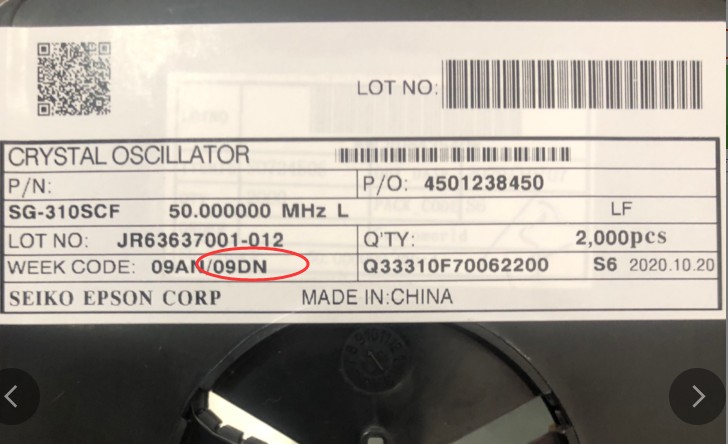 LOT NO:
CRYSTAL OSCILLATOR
P/N:
P/O: 4501238450
SG-310SCF 50.000000 MHz L
LF
LOT NO: JR63637001-012
Q'TY: 2,000pcs
WEEK CODE: 09AN/09DN
Q33310F70062200 S6 2020.10.20
SEIKO EPSON CORP MADE IN:CHINA